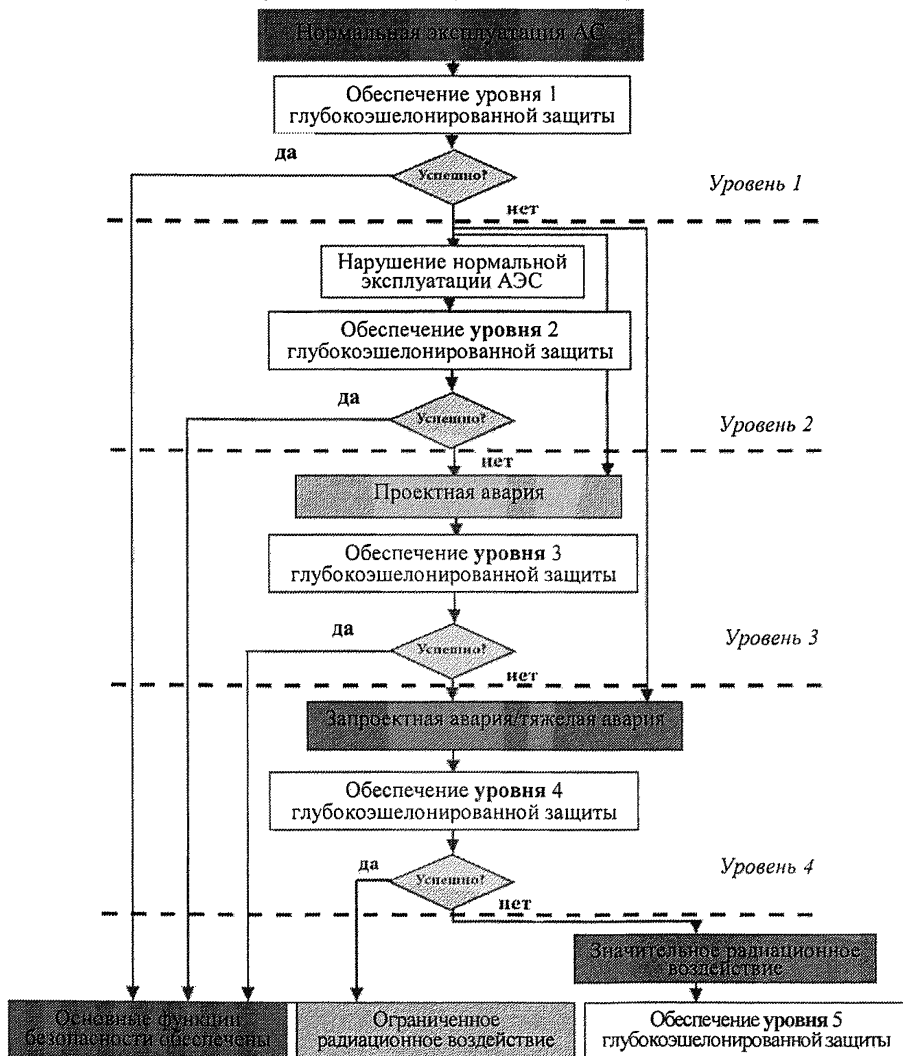 Нормальная эксплуатация АС
Обеспечение уровня 1
глубокоэшелонированной защиты
да
Успешно?
Уровень 1
нет
Нарушение нормальной
эксплуатации АЭС
Обеспечение уровня 2
глубокоэшелонированной защиты
да
Успешно?
Уровень 2
нет
Проектная авария
Обеспечение уровня 3
глубокоэшелонированной защиты
да
Успешно?
Уровень 3
нет
Запроектная авария/тяжелая авария
Обеспечение уровня 4
глубокоэшелонированной защиты
да
Успешно?
Уровень 4
нет
Значительное радиационное
воздействие
Основные функции
безопасности обеспечены
Ограниченное
радиационное воздействие
Обеспечение уровня 5
глубокоэшелонированной защиты